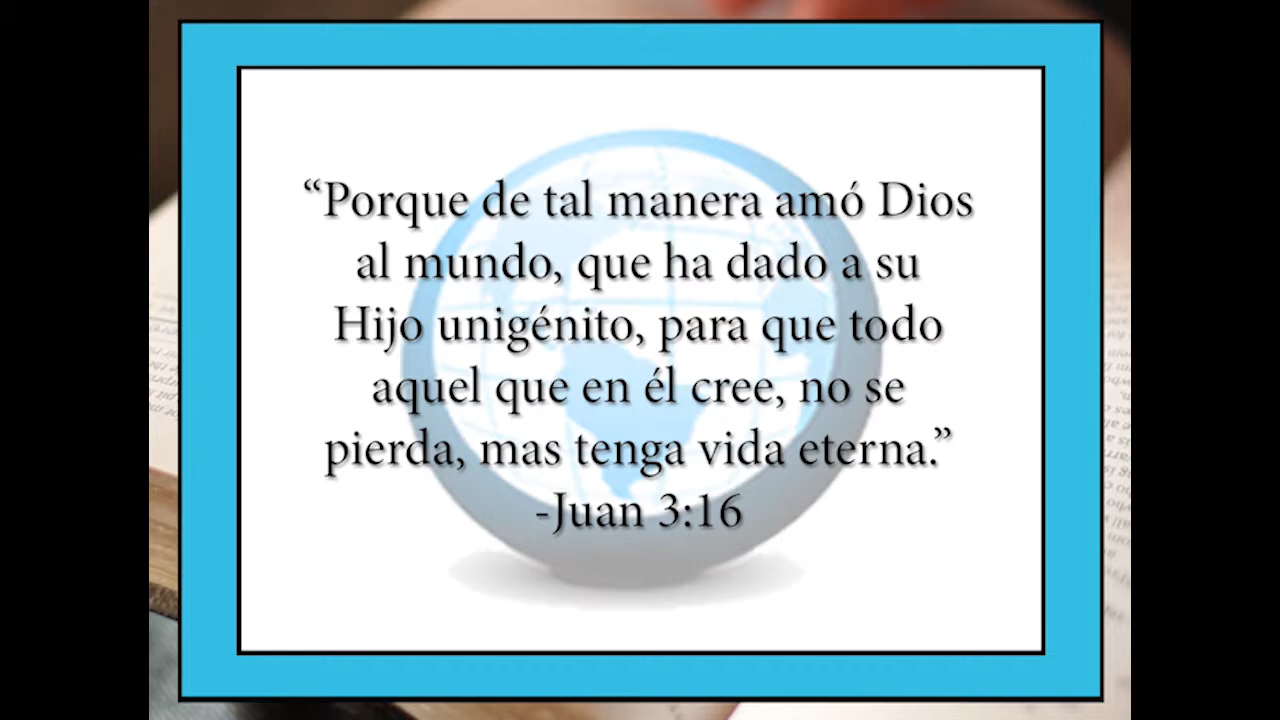 “Porque de tal manera amó Dios
al mundo, que ha dado a su
Hijo unigénito, para que todo
aquel que en él cree, no se
pierda, mas tenga vida eterna.”
-Juan 3:16